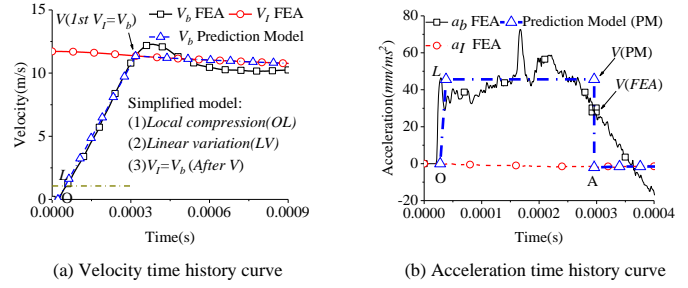 V(1st V_I=V_b)
V_b FEA
V_I FEA
V_b Prediction Model
15
10
5
0
Velocity(m/s)
Simplified model:
(1)Local compression(OL)
(2)Linear variation(LV)
(3)V_I=V_b (After V)
L
O
0.0000 0.0003 0.0006 0.0009
Time(s)
(a) Velocity time history curve
a_b FEA
Prediction Model (PM)
a_I FEA
80
60
40
20
0
-20
Acceleration(mm/ms²)
L
V(PM)
V(FEA)
O
A
0.0000 0.0001 0.0002 0.0003 0.0004
Time(s)
(b) Acceleration time history curve